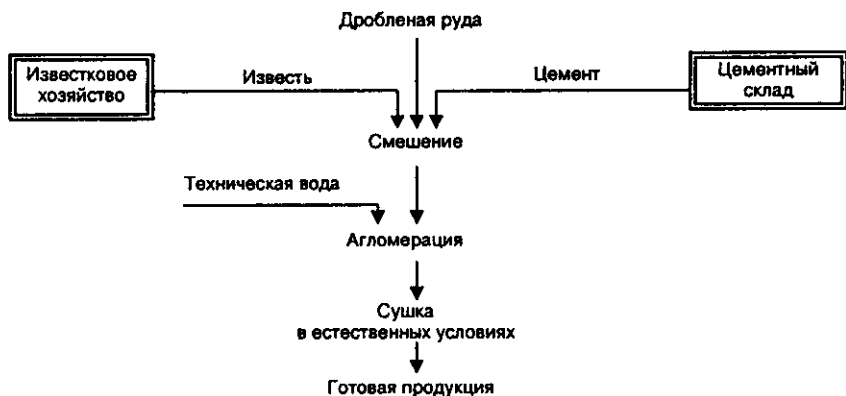 Дробленая руда
Известковое
хозяйство
Известь
Цемент
Цементный
склад
Смешение
Техническая вода
Агломерация
Сушка
в естественных условиях
Готовая продукция